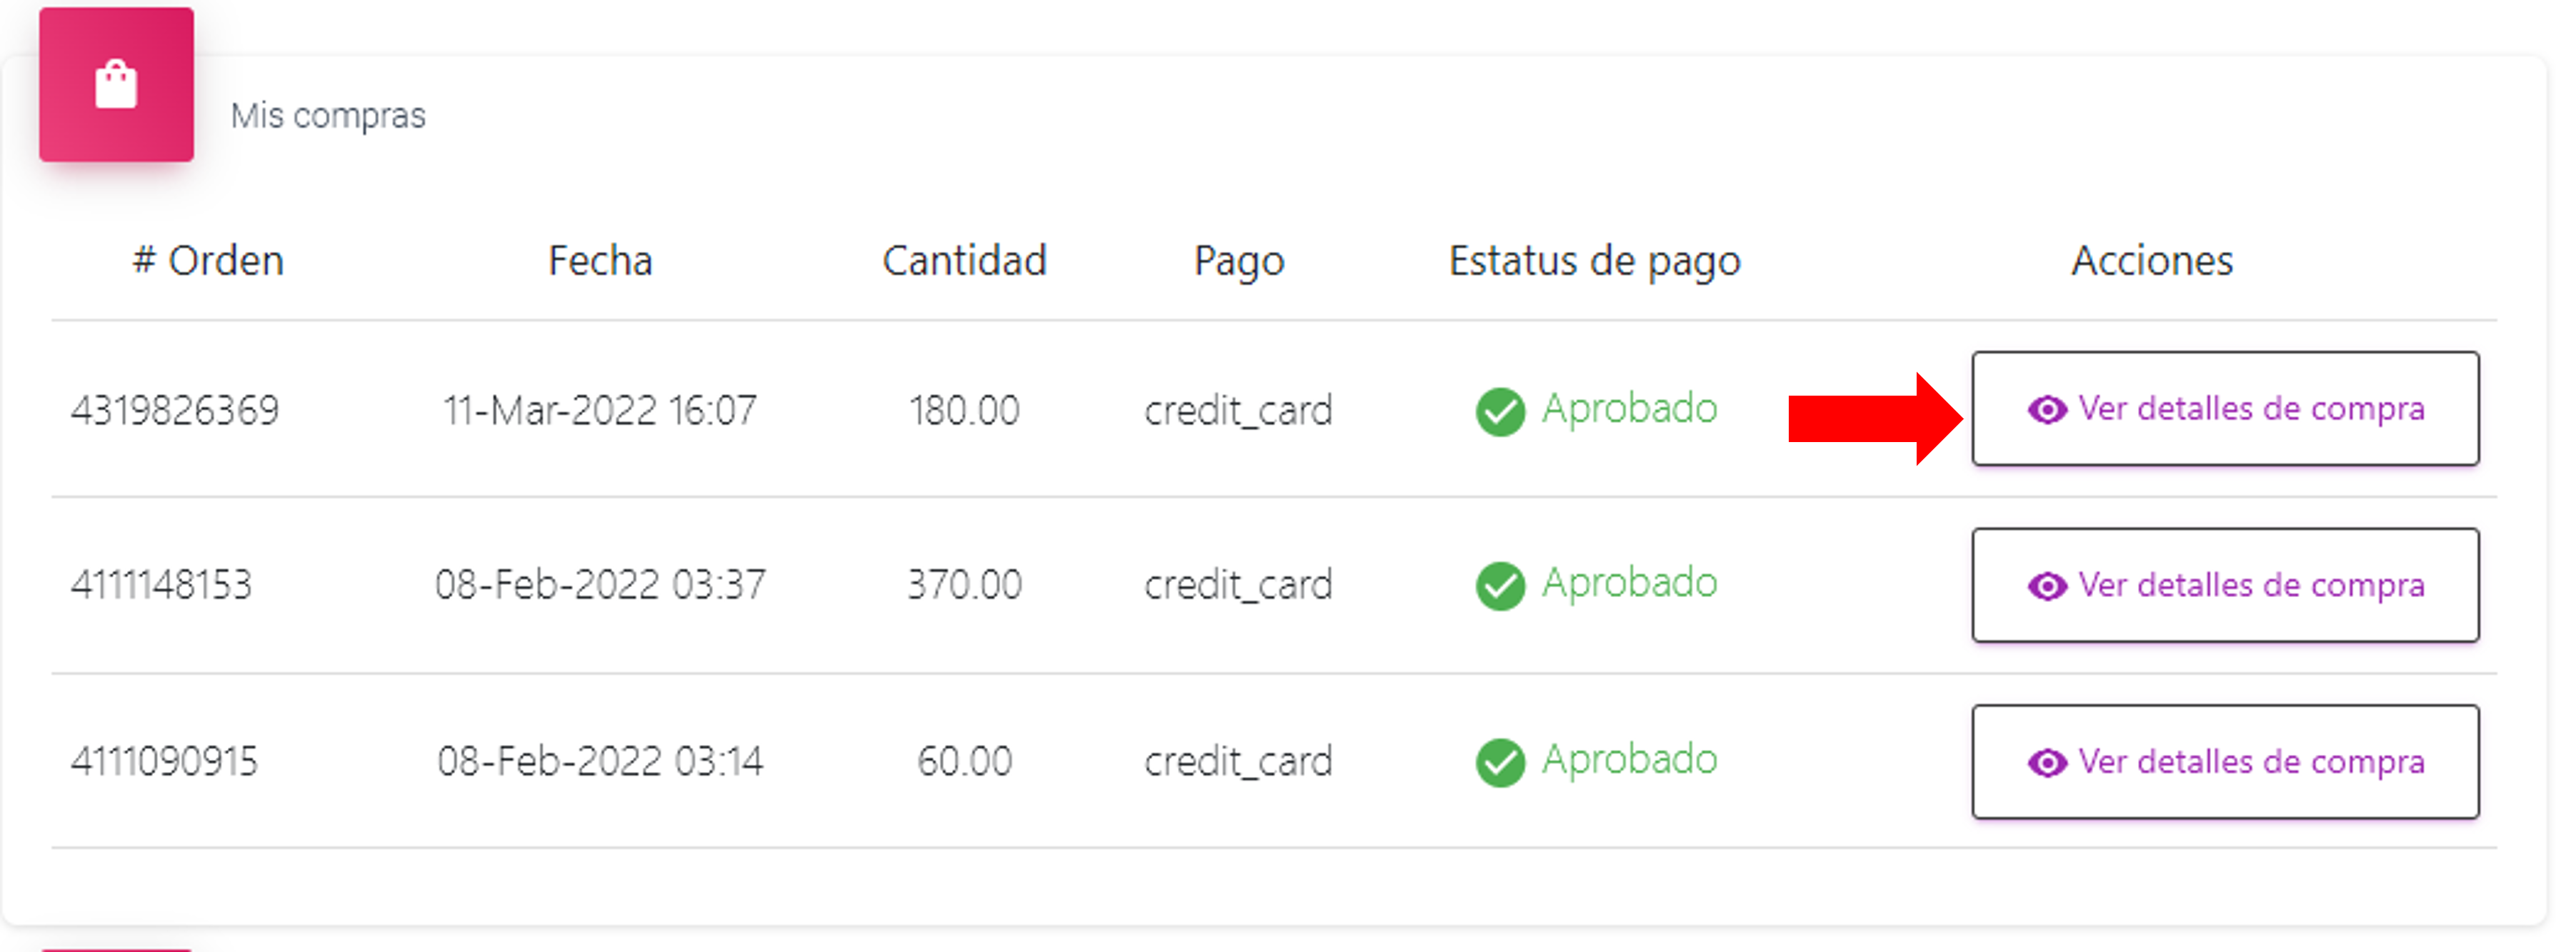 Mis compras
# Orden Fecha Cantidad Pago Estatus de pago Acciones
4319826369 11-Mar-2022 16:07 180.00 credit_card Aprobado Ver detalles de compra
4111148153 08-Feb-2022 03:37 370.00 credit_card Aprobado Ver detalles de compra
4111090915 08-Feb-2022 03:14 60.00 credit_card Aprobado Ver detalles de compra